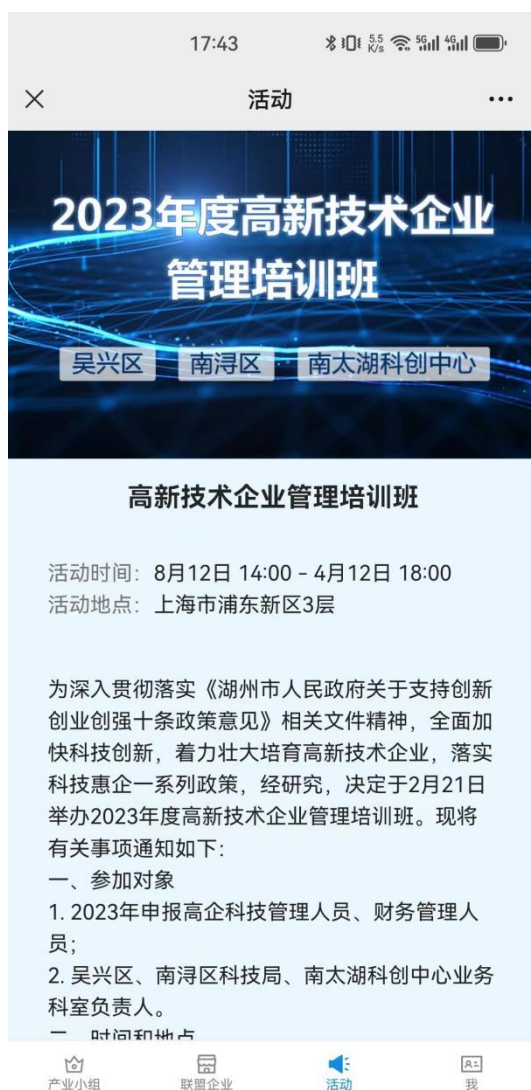 17:43
5.5
K/s
5G
4G
活动
2023年度高新技术企业
管理培训班
吴兴区 南浔区 南太湖科创中心
高新技术企业管理培训班
活动时间：8月12日 14:00 - 4月12日 18:00
活动地点：上海市浦东新区3层
为深入贯彻落实《湖州市人民政府关于支持创新
创业创强十条政策意见》相关文件精神，全面加
快科技创新，着力壮大培育高新技术企业，落实
科技惠企一系列政策，经研究，决定于2月21日
举办2023年度高新技术企业管理培训班。现将
有关事项通知如下：
一、参加对象
1. 2023年申报高企科技管理人员、财务管理人
员；
2. 吴兴区、南浔区科技局、南太湖科创中心业务
科室负责人。
二、时间和地点
产业小组 联盟企业 活动 我